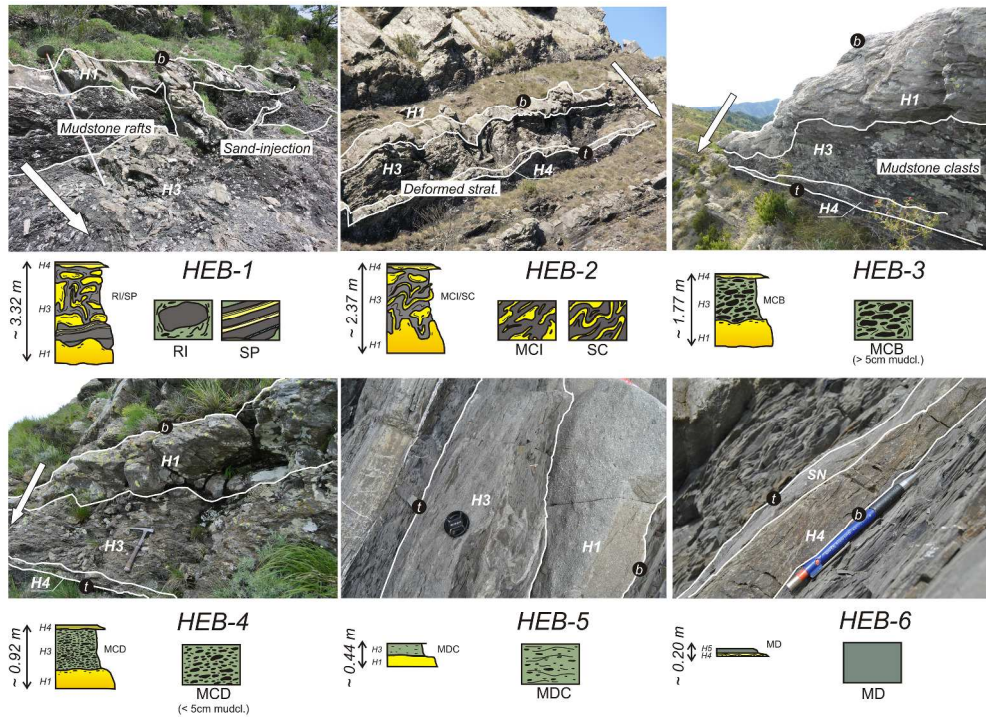 b
H1
Mudstone rafts
Sand-injection
H3
b
H1
H3
t
H4
Deformed strat.
b
H1
H3
Mudstone clasts
t
H4
HEB-1
~ 3.32 m
H4
H3
H1
RI/SP
RI
SP
HEB-2
~ 2.37 m
H4
H3
H1
MCI/SC
MCI
SC
HEB-3
~ 1.77 m
H4
H3
H1
MCB
MCB
(> 5cm mudcl.)
b
H1
H3
H4
t
H3
t
H1
b
SN
t
b
H4
HEB-4
~ 0.92 m
H4
H3
H1
MCD
MCD
(< 5cm mudcl.)
HEB-5
~ 0.44 m
H3
H1
MDC
MDC
HEB-6
~ 0.20 m
H5
H4
MD
MD